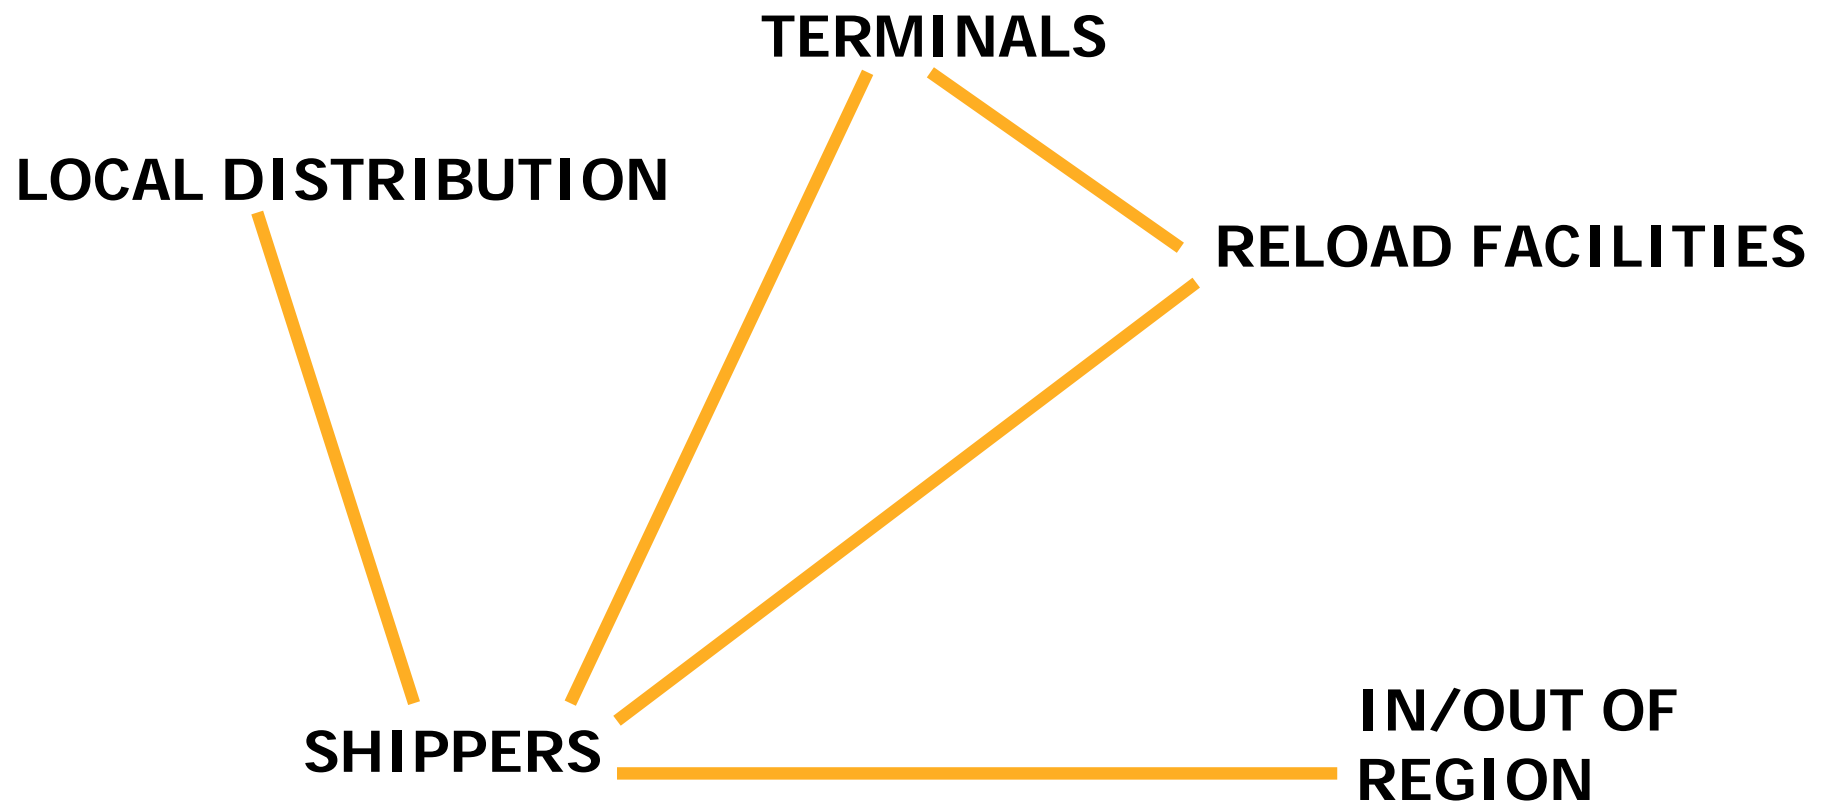 TERMINALS
LOCAL DISTRIBUTION
RELOAD FACILITIES
SHIPPERS
IN/OUT OF
REGION